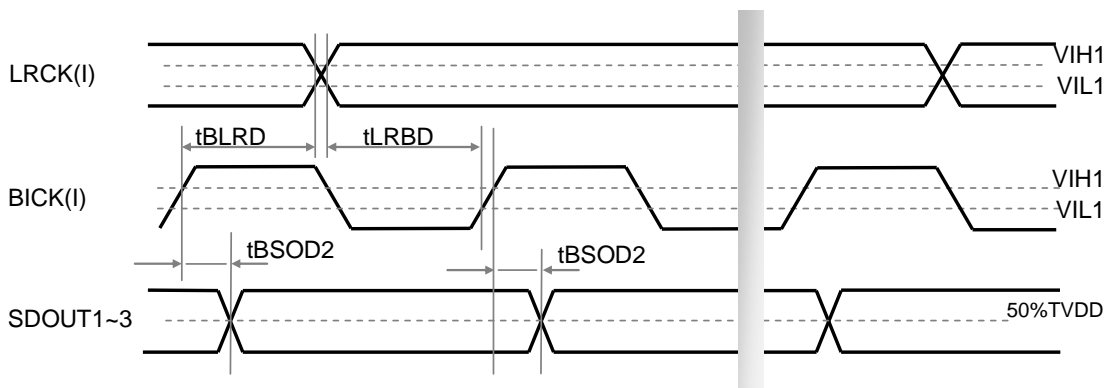 LRCK(I)
VIH1
VIL1
tBLRD
tLRBD
BICK(I)
VIH1
VIL1
tBSOD2
tBSOD2
SDOUT1~3
50%TVDD